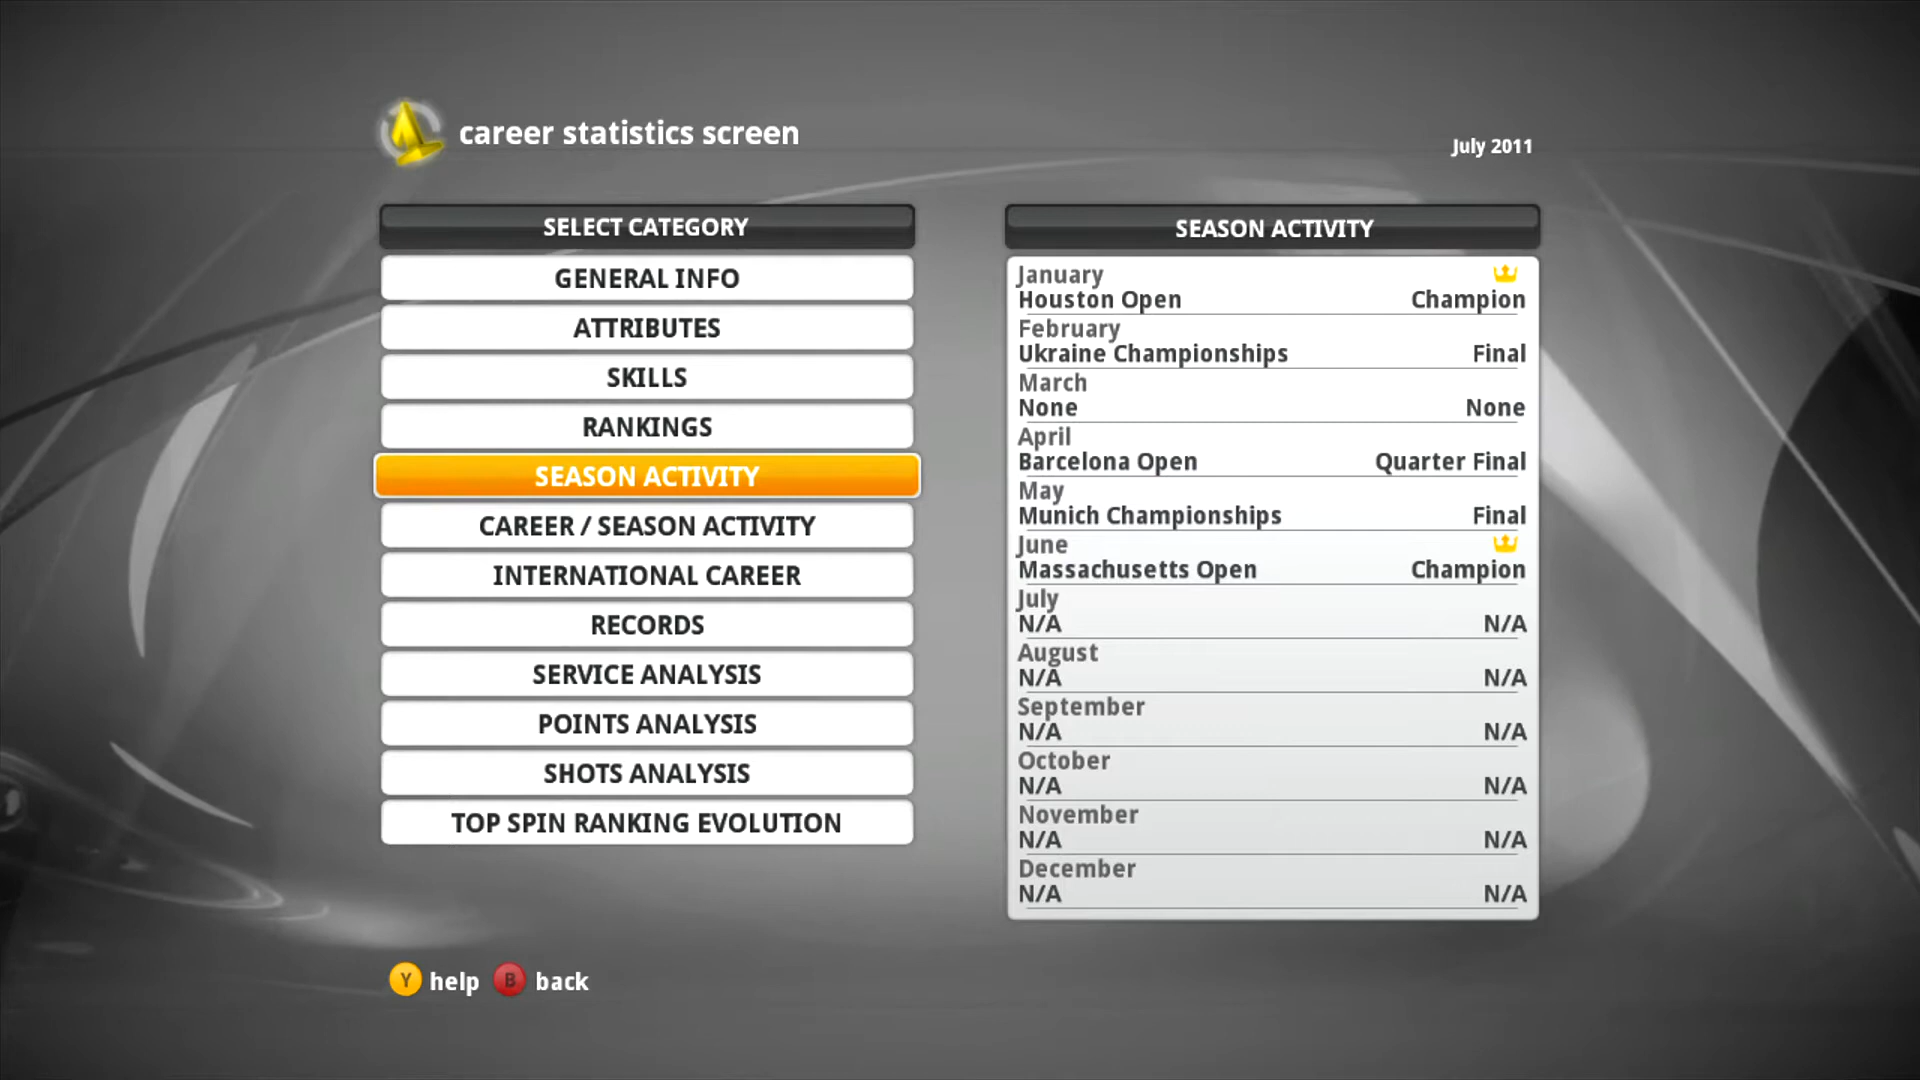 career statistics screen
July 2011
SELECT CATEGORY
GENERAL INFO
ATTRIBUTES
SKILLS
RANKINGS
SEASON ACTIVITY
CAREER / SEASON ACTIVITY
INTERNATIONAL CAREER
RECORDS
SERVICE ANALYSIS
POINTS ANALYSIS
SHOTS ANALYSIS
TOP SPIN RANKING EVOLUTION
SEASON ACTIVITY
January
Houston Open Champion
February
Ukraine Championships Final
March
None None
April
Barcelona Open Quarter Final
May
Munich Championships Final
June
Massachusetts Open Champion
July
N/A N/A
August
N/A N/A
September
N/A N/A
October
N/A N/A
November
N/A N/A
December
N/A N/A
Y help B back